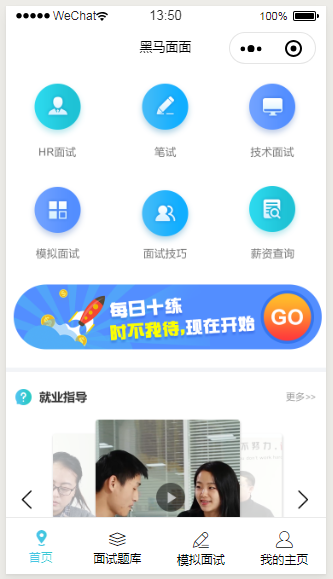 WeChat 13:50 100%
黑马面面
HR面试 笔试 技术面试
模拟面试 面试技巧 薪资查询
每日十练
时不我待,现在开始
GO
就业指导 更多>>
首页 面试题库 模拟面试 我的主页